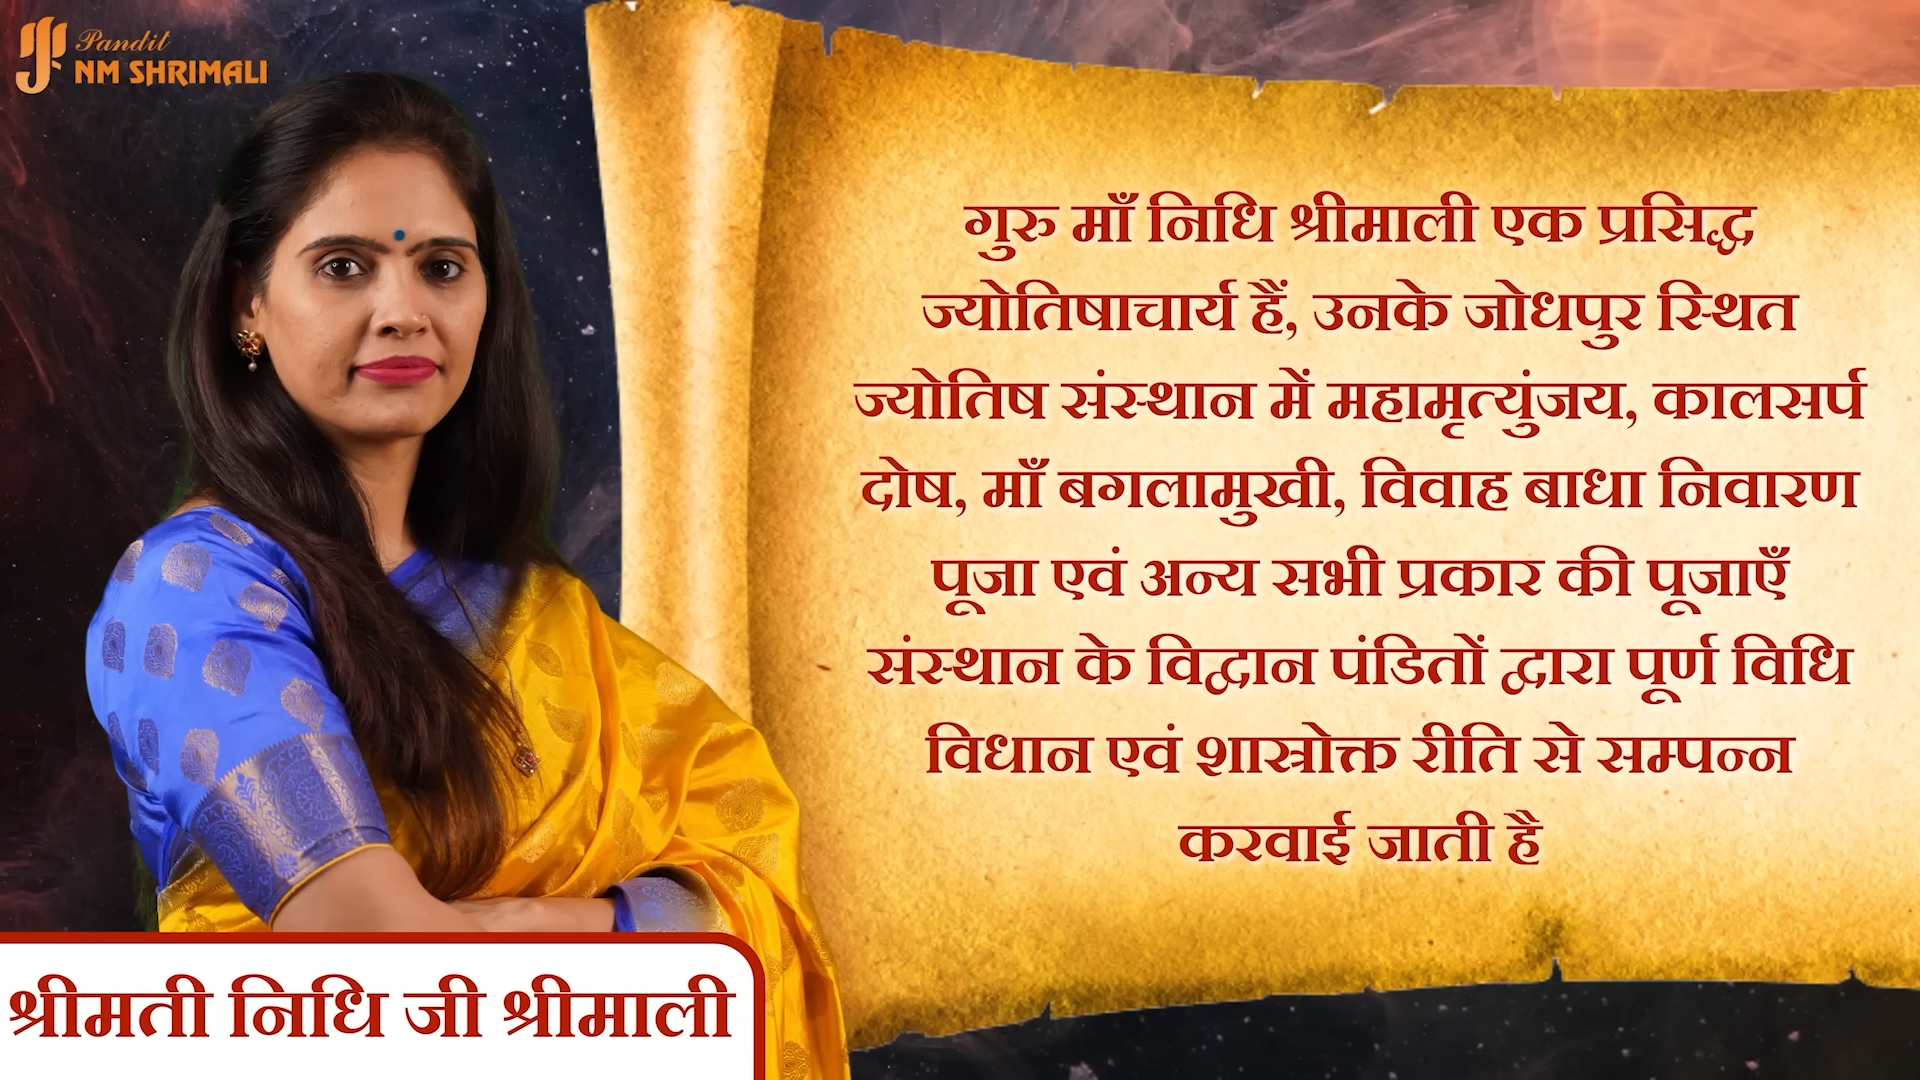 Pandit
NM SHRIMALI
गुरु माँ निधि श्रीमाली एक प्रसिद्ध
ज्योतिषाचार्य हैं, उनके जोधपुर स्थित
ज्योतिष संस्थान में महामृत्युंजय, कालसर्प
दोष, माँ बगलामुखी, विवाह बाधा निवारण
पूजा एवं अन्य सभी प्रकार की पूजाएँ
संस्थान के विद्वान पंडितों द्वारा पूर्ण विधि
विधान एवं शास्त्रोक्त रीति से सम्पन्न
करवाई जाती है
श्रीमती निधि जी श्रीमाली